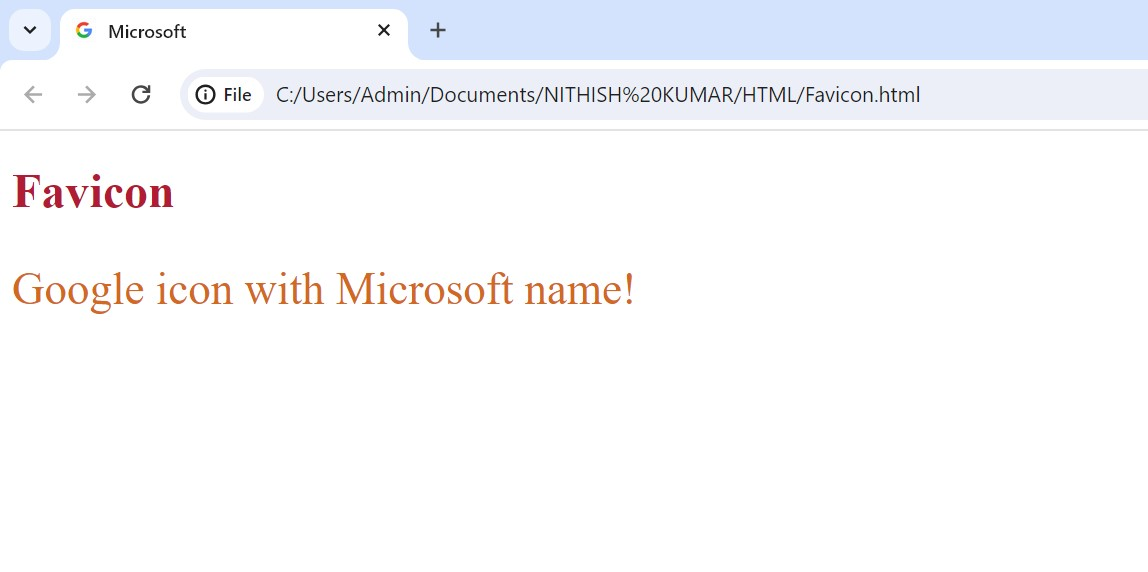 Microsoft
File C:/Users/Admin/Documents/NITHISH%20KUMAR/HTML/Favicon.html
Favicon
Google icon with Microsoft name!